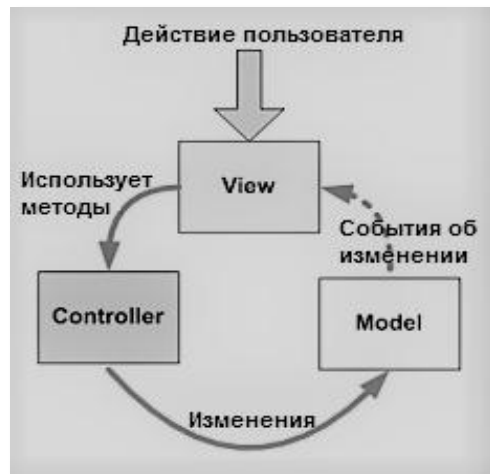 Действие пользователя
View
Использует
методы
События об
изменении
Controller
Model
Изменения